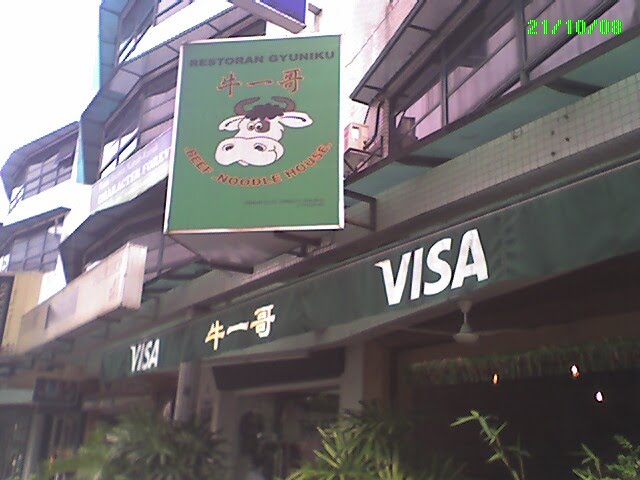 21/10/08
RESTORAN GYUNIKU
牛一哥
BEEF NOODLE HOUSE
VISA
牛一哥
VISA